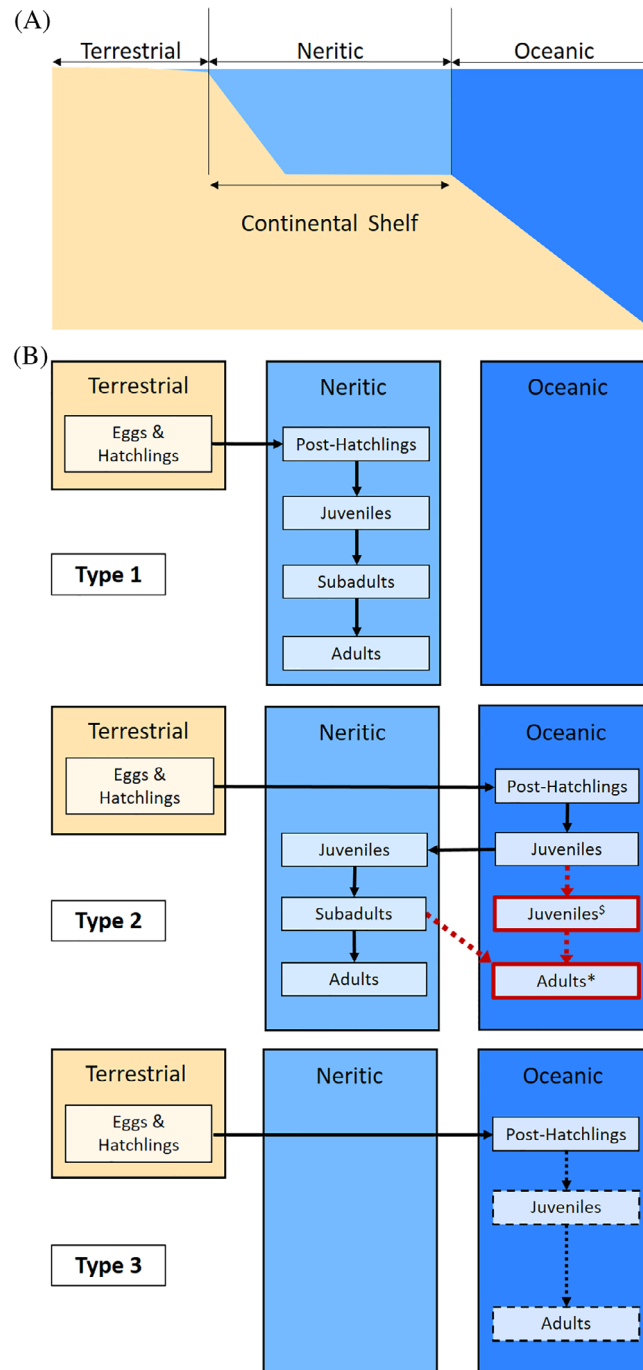 (A)
Terrestrial Neritic Oceanic
Continental Shelf
(B)
Terrestrial Neritic Oceanic
Eggs &
Hatchlings
Post-Hatchlings
Juveniles
Type 1
Subadults
Adults
Terrestrial Neritic Oceanic
Eggs &
Hatchlings
Post-Hatchlings
Juveniles Juveniles
Type 2
Subadults Juveniles$
Adults Adults*
Terrestrial Neritic Oceanic
Eggs &
Hatchlings
Post-Hatchlings
Juveniles
Type 3
Adults